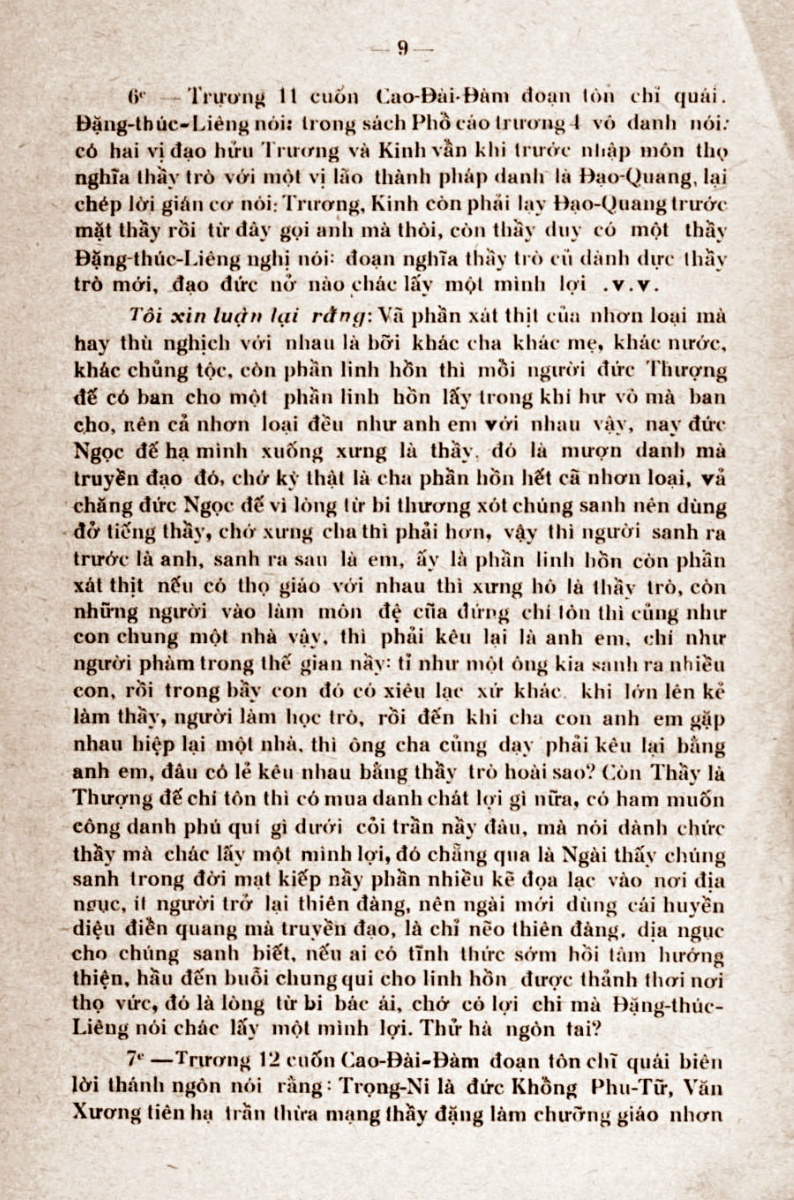 — 9 —
6ᵉ — Trương 11 cuốn Cao-Đài-Đàm đoạn tôn chỉ quái.
Đặng-thúc-Liêng nói: trong sách Phổ cáo trương 4 vô danh nói:
có hai vị đạo hửu Trương và Kinh vẫn khi trước nhập môn thọ
nghĩa thầy trò với một vị lão thành pháp danh là Đạo-Quang, lại
chép lời gián cơ nói: Trương, Kinh còn phải lạy Đạo-Quang trước
mặt thầy rồi từ đây gọi anh mà thôi, còn thầy duy có một thầy
Đặng-thúc-Liêng nghị nói: đoạn nghĩa thầy trò củ dành dực thầy
trò mới, đạo đức nở nào chác lấy một mình lợi .v.v.
Tôi xin luận lại rằng: Vã phần xát thịt của nhơn loại mà
hay thù nghịch với nhau là bỡi khác cha khác mẹ, khác nước,
khác chủng tộc, còn phần linh hồn thì mỗi người đức Thượng
đế có ban cho một phần linh hồn lấy trong khí hư vô mà ban
cho, nên cả nhơn loại đều như anh em với nhau vậy, nay đức
Ngọc đế hạ mình xuống xưng là thầy, đó là mượn danh mà
truyền đạo đó, chớ kỳ thật là cha phần hồn hết cã nhơn loại, vả
chăng đức Ngọc đế vì lòng từ bi thương xót chúng sanh nên dùng
đở tiếng thầy, chớ xưng cha thì phải hơn, vậy thì người sanh ra
trước là anh, sanh ra sau là em, ấy là phần linh hồn còn phần
xát thịt nếu có thọ giáo với nhau thì xưng hô là thầy trò, còn
những người vào làm môn đệ cũa đứng chí tôn thì củng như
con chung một nhà vậy, thì phải kêu lại là anh em, chí như
người phàm trong thế gian nầy: tỉ như một ông kia sanh ra nhiều
con, rồi trong bầy con đó có xiêu lạc xứ khác khi lớn lên kẻ
làm thầy, người làm học trò, rồi đến khi cha con anh em gặp
nhau hiệp lại một nhà, thì ông cha củng dạy phải kêu lại bằng
anh em, đâu có lẻ kêu nhau bằng thầy trò hoài sao? Còn Thầy là
Thượng đế chí tôn thì có mua danh chát lợi gì nữa, có ham muốn
công danh phú quí gì dưới cỏi trần nầy đâu, mà nói dành chức
thầy mà chác lấy một mình lợi, đó chẵng qua là Ngài thấy chúng
sanh trong đời mạt kiếp nầy phần nhiều kẽ đọa lạc vào nơi địa
ngục, ít người trở lại thiên đàng, nên ngài mới dùng cái huyền
diệu điển quang mà truyền đạo, là chỉ nẽo thiên đàng, địa ngục
cho chúng sanh biết, nếu ai có tĩnh thức sớm hồi tâm hướng
thiện, hầu đến buổi chung qui cho linh hồn được thảnh thơi nơi
thọ vức, đó là lòng từ bi bác ái, chớ có lợi chi mà Đặng-thúc-
Liêng nói chác lấy một mình lợi. Thử hà ngôn tai?
7ᵉ —Trương 12 cuốn Cao-Đài-Đàm đoạn tôn chĩ quái biên
lời thánh ngôn nói rằng: Trọng-Ni là đức Khổng Phu-Tữ, Văn
Xương tiên hạ trần thừa mạng thầy đặng làm chưỡng giáo nhơn